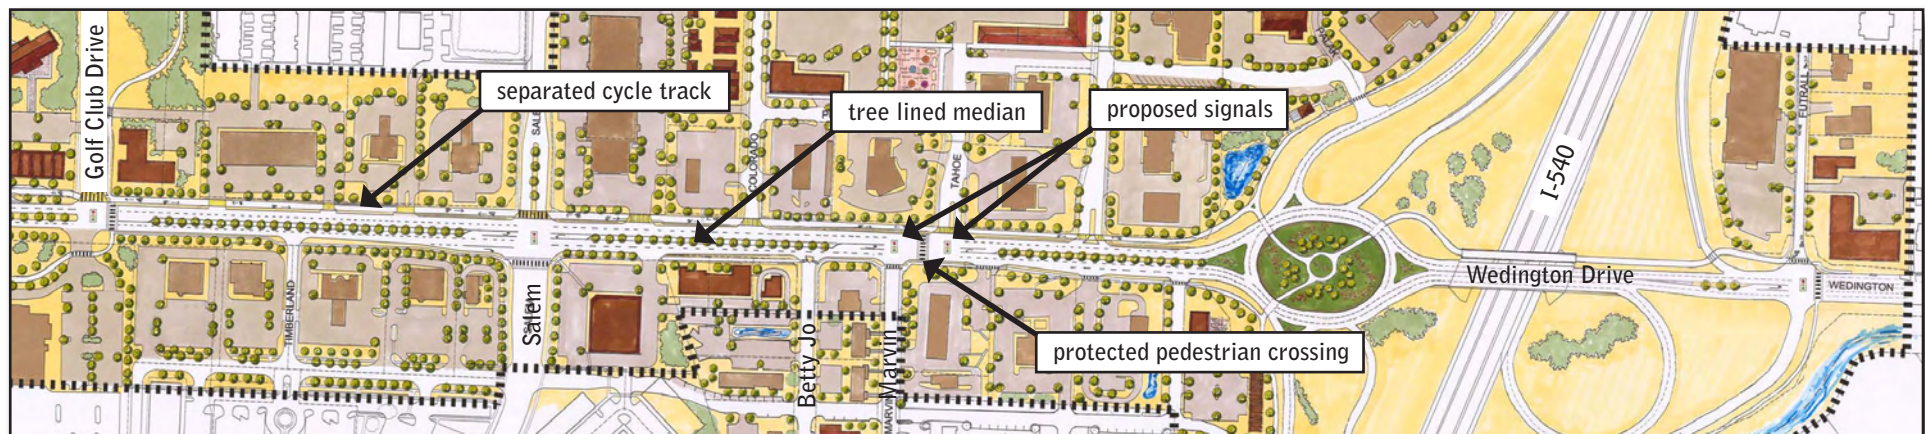 Golf Club Drive
separated cycle track
tree lined median
proposed signals
COLORADO
TAHOE
I-540
FUTRALL
Wedington Drive
WEDINGTON
TIMBERLAND
Salem
Betty Jo
Marvin
MARVIN
protected pedestrian crossing